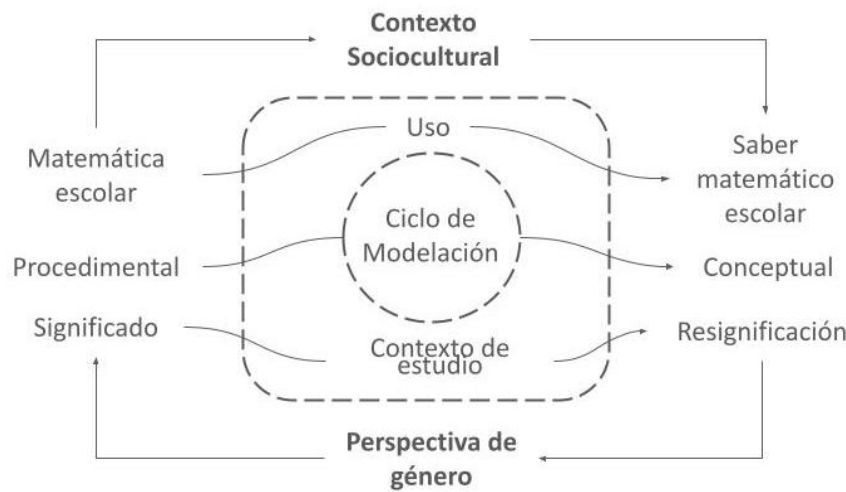 Contexto
Sociocultural
Uso
Matemática
escolar
Saber
matemático
escolar
Ciclo de
Modelación
Procedimental
Conceptual
Significado
Contexto de
estudio
Resignificación
Perspectiva de
género